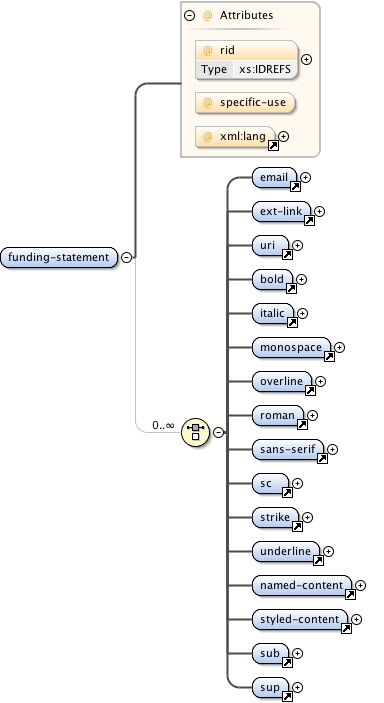 Attributes
@ rid
Type xs:IDREFS
@ specific-use
@ xml:lang
email
ext-link
uri
funding-statement
bold
italic
monospace
overline
roman
0..∞
sans-serif
sc
strike
underline
named-content
styled-content
sub
sup